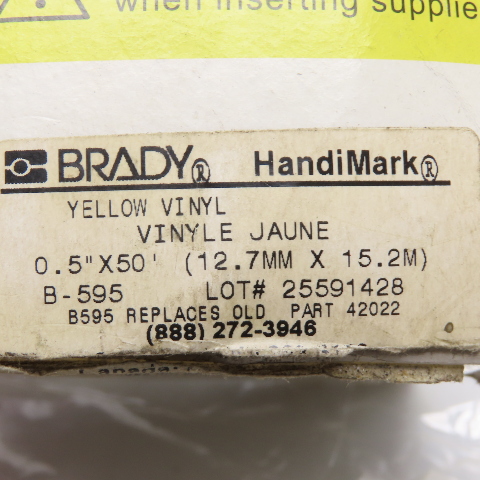 when inserting supplie
BRADY® HandiMark®
YELLOW VINYL
VINYLE JAUNE
0.5"X50' (12.7MM X 15.2M)
B-595 LOT# 25591428
B595 REPLACES OLD PART 42022
(888) 272-3946